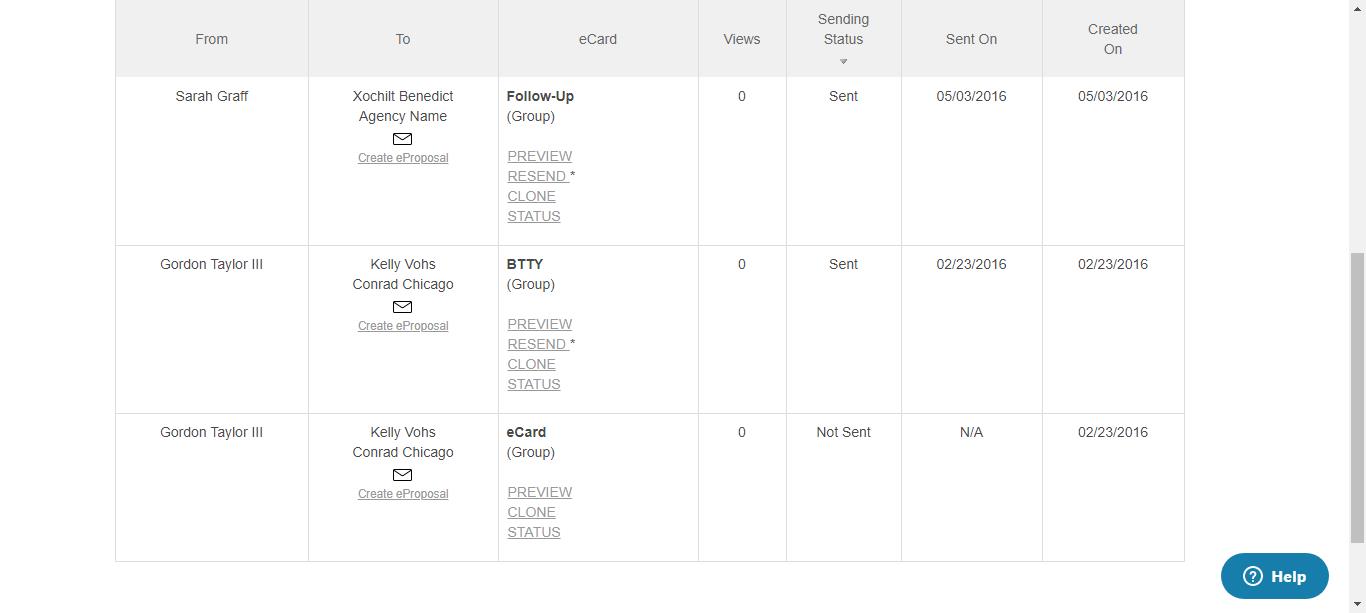 From
To
eCard
Views
Sending
Status
Sent On
Created
On
Sarah Graff
Xochilt Benedict
Agency Name
Create eProposal
Follow-Up
(Group)
PREVIEW
RESEND *
CLONE
STATUS
0
Sent
05/03/2016
05/03/2016
Gordon Taylor III
Kelly Vohs
Conrad Chicago
Create eProposal
BTTY
(Group)
PREVIEW
RESEND *
CLONE
STATUS
0
Sent
02/23/2016
02/23/2016
Gordon Taylor III
Kelly Vohs
Conrad Chicago
Create eProposal
eCard
(Group)
PREVIEW
CLONE
STATUS
0
Not Sent
N/A
02/23/2016
? Help